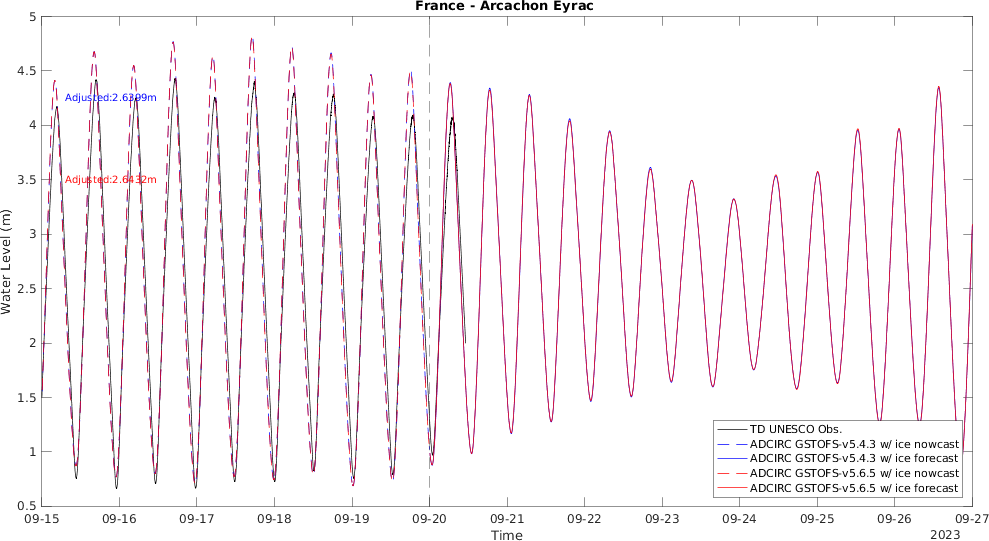 France - Arcachon Eyrac
Water Level (m)
5
4.5
4
3.5
3
2.5
2
1.5
1
0.5
Adjusted:2.6399m
Adjusted:2.6432m
TD UNESCO Obs.
ADCIRC GSTOFS-v5.4.3 w/ ice nowcast
ADCIRC GSTOFS-v5.4.3 w/ ice forecast
ADCIRC GSTOFS-v5.6.5 w/ ice nowcast
ADCIRC GSTOFS-v5.6.5 w/ ice forecast
09-15 09-16 09-17 09-18 09-19 09-20 09-21 09-22 09-23 09-24 09-25 09-26 09-27
Time
2023